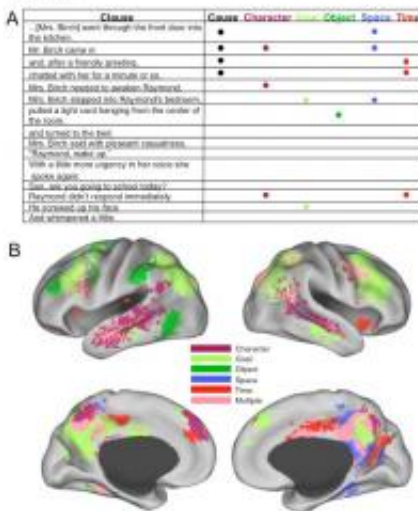 A
Clause Cause Character Goal Object Space Time
...[Mrs. Birch] went through the front door into
the kitchen.
Mr. Birch came in
and, after a friendly greeting,
chatted with her for a minute or so.
Mrs. Birch needed to awaken Raymond.
Mrs. Birch stepped into Raymond's bedroom,
pulled a light cord hanging from the center of
the room,
and turned to the bed.
Mrs. Birch said with pleasant casualness,
"Raymond, wake up."
With a little more urgency in her voice she
spoke again:
Son, are you going to school today?
Raymond didn't respond immediately.
He screwed up his face
And whimpered a little.
B
Character
Goal
Object
Space
Time
Multiple